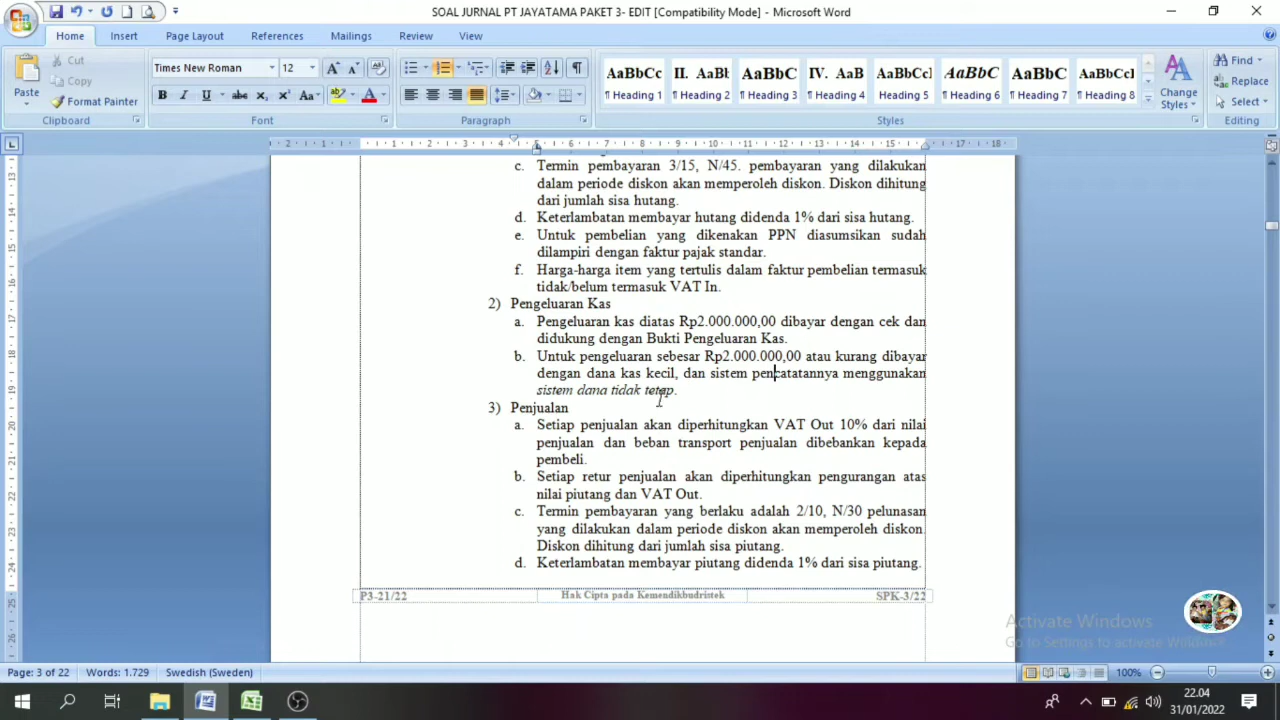 SOAL JURNAL PT JAYATAMA PAKET 3- EDIT [Compatibility Mode] - Microsoft Word
Home Insert Page Layout References Mailings Review View
Paste
Cut
Copy
Format Painter
Clipboard
Times New Roman 12
Font
Paragraph
AaBbCc II. AaBb AaBbC IV. AaB AaBbCc AaBbC AaBbC AaBbCcI
¶ Heading 1 ¶ Heading 2 ¶ Heading 3 ¶ Heading 4 ¶ Heading 5 ¶ Heading 6 ¶ Heading 7 ¶ Heading 8
Change Styles
Styles
Find
Replace
Select
Editing
c. Termin pembayaran 3/15, N/45. pembayaran yang dilakukan
dalam periode diskon akan memperoleh diskon. Diskon dihitung
dari jumlah sisa hutang.
d. Keterlambatan membayar hutang didenda 1% dari sisa hutang.
e. Untuk pembelian yang dikenakan PPN diasumsikan sudah
dilampiri dengan faktur pajak standar.
f. Harga-harga item yang tertulis dalam faktur pembelian termasuk
tidak/belum termasuk VAT In.
2) Pengeluaran Kas
a. Pengeluaran kas diatas Rp2.000.000,00 dibayar dengan cek dan
didukung dengan Bukti Pengeluaran Kas.
b. Untuk pengeluaran sebesar Rp2.000.000,00 atau kurang dibayar
dengan dana kas kecil, dan sistem pencatatannya menggunakan
sistem dana tidak tetap.
3) Penjualan
a. Setiap penjualan akan diperhitungkan VAT Out 10% dari nilai
penjualan dan beban transport penjualan dibebankan kepada
pembeli.
b. Setiap retur penjualan akan diperhitungkan pengurangan atas
nilai piutang dan VAT Out.
c. Termin pembayaran yang berlaku adalah 2/10, N/30 pelunasan
yang dilakukan dalam periode diskon akan memperoleh diskon.
Diskon dihitung dari jumlah sisa piutang.
d. Keterlambatan membayar piutang didenda 1% dari sisa piutang.
P3-21/22 Hak Cipta pada Kemendikbudristek SPK-3/22
Activate Windows
Go to Settings to activate Windows.
Page: 3 of 22 Words: 1.729 Swedish (Sweden) 100%
22.04
31/01/2022